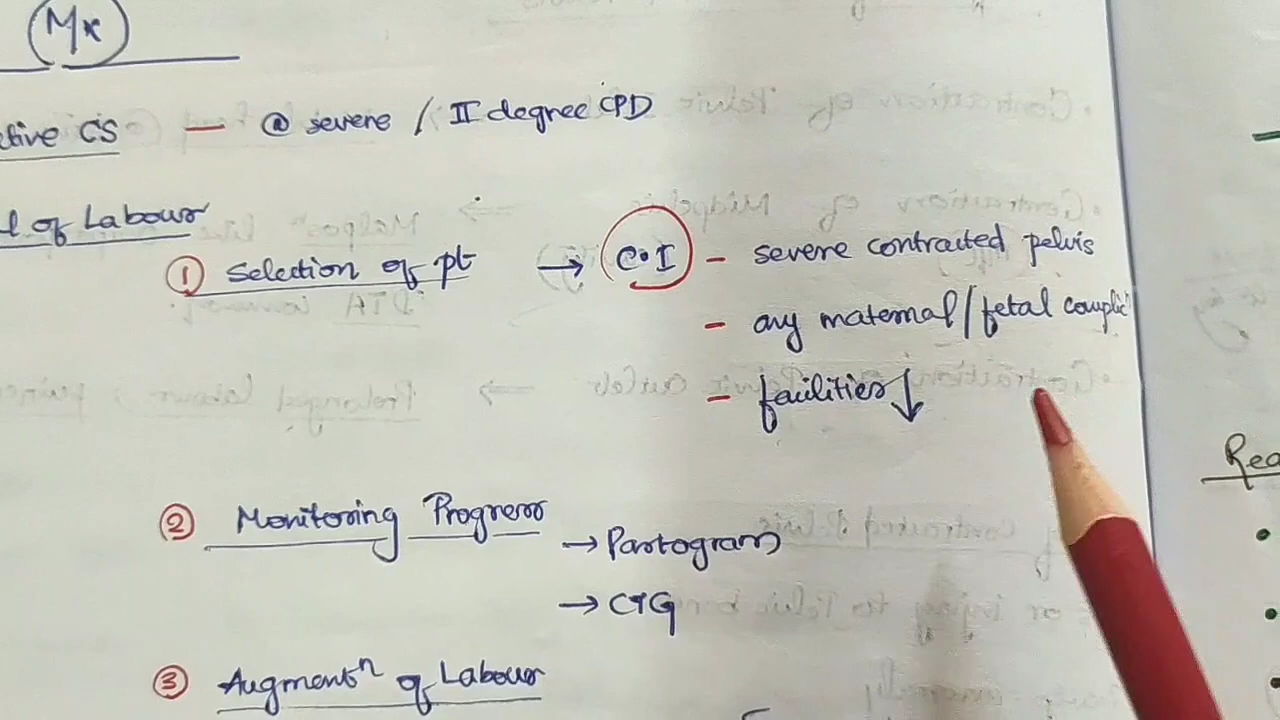 Mx
ctive CS — @ severe / II degree CPD
l of Labour
① Selection of pt → C.I - severe contracted pelvis
- any maternal/fetal complic
- facilities ↓
② Monitoring Progress
→ Partogram
→ CTG
③ Augmentⁿ of Labour
Rea